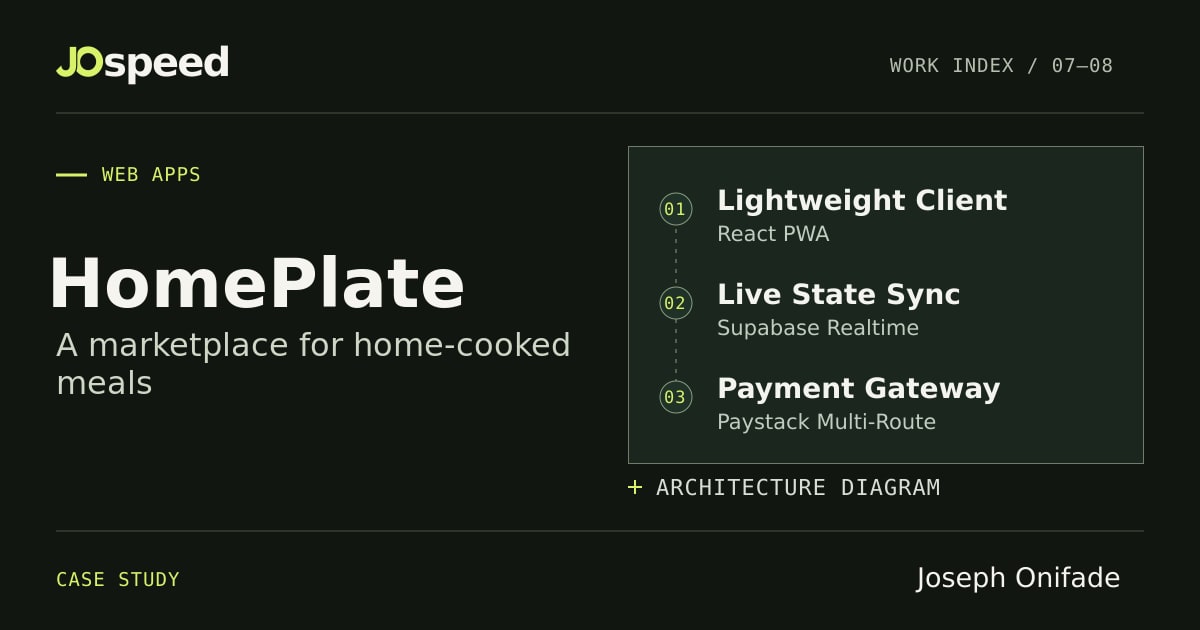 JOspeed
WORK INDEX / 07–08
WEB APPS
HomePlate
A marketplace for home-cooked
meals
01
Lightweight Client
React PWA
02
Live State Sync
Supabase Realtime
03
Payment Gateway
Paystack Multi-Route
+ ARCHITECTURE DIAGRAM
CASE STUDY
Joseph Onifade